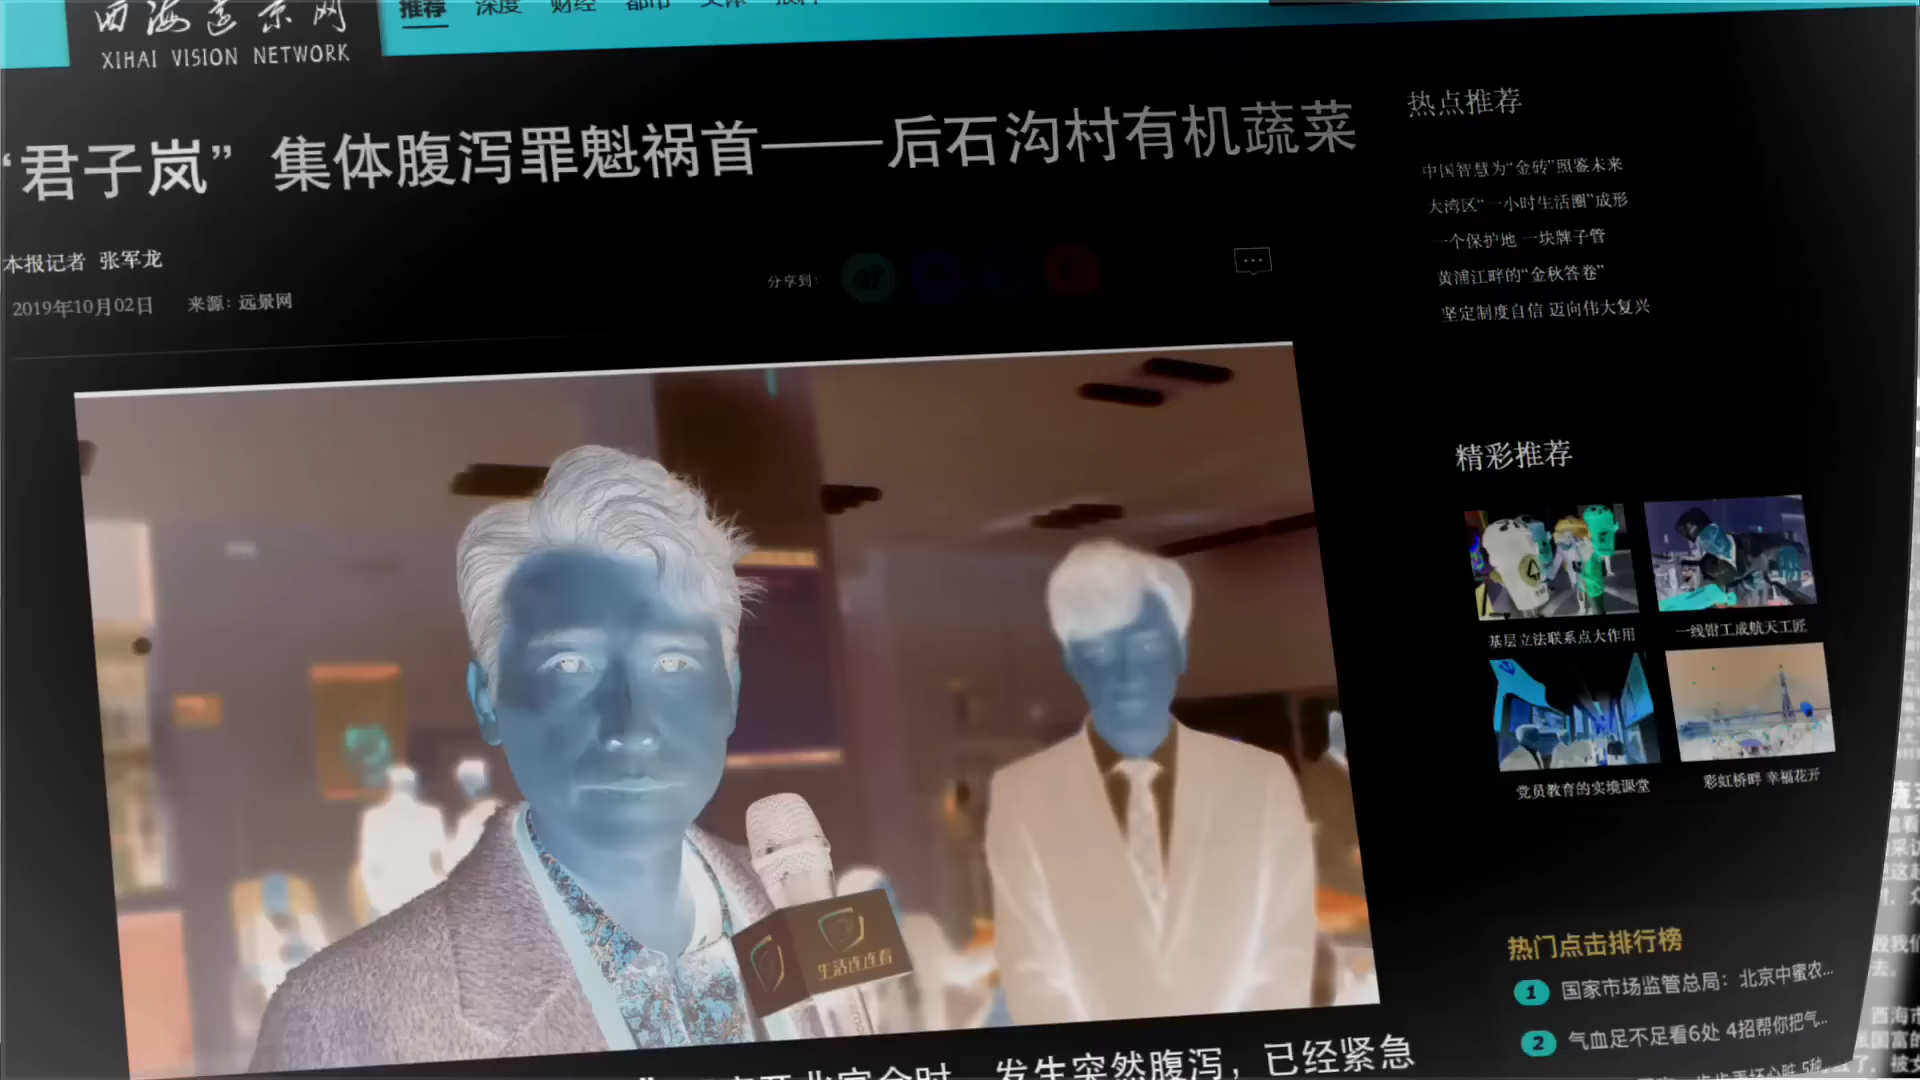 西海远景网
XIHAI VISION NETWORK
推荐 深度 财经 都市 文体
“君子岚”集体腹泻罪魁祸首——后石沟村有机蔬菜
本报记者 张军龙
2019年10月02日 来源：远景网
分享到：
生活连连看
发生突然腹泻，已经紧急
热点推荐
中国智慧为“金砖”照鉴未来
大湾区“一小时生活圈”成形
一个保护地 一块牌子管
黄浦江畔的“金秋答卷”
坚定制度自信 迈向伟大复兴
精彩推荐
基层立法联系点大作用
一线钳工成航天工匠
党员教育的实境课堂
彩虹桥畔 幸福花开
热门点击排行榜
1 国家市场监管总局：北京中蜜农...
2 气血足不足看6处 4招帮你把气...